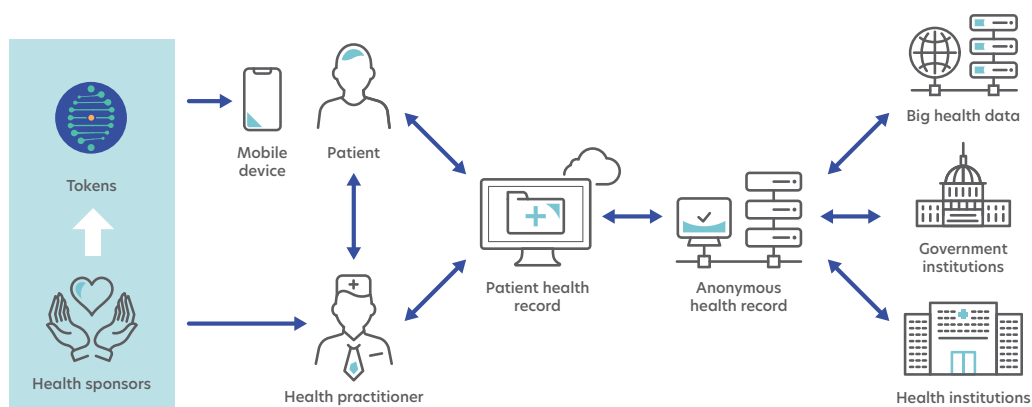 Tokens
Health sponsors
Mobile
device
Patient
Health practitioner
Patient health
record
Anonymous
health record
Big health data
Government
institutions
Health institutions